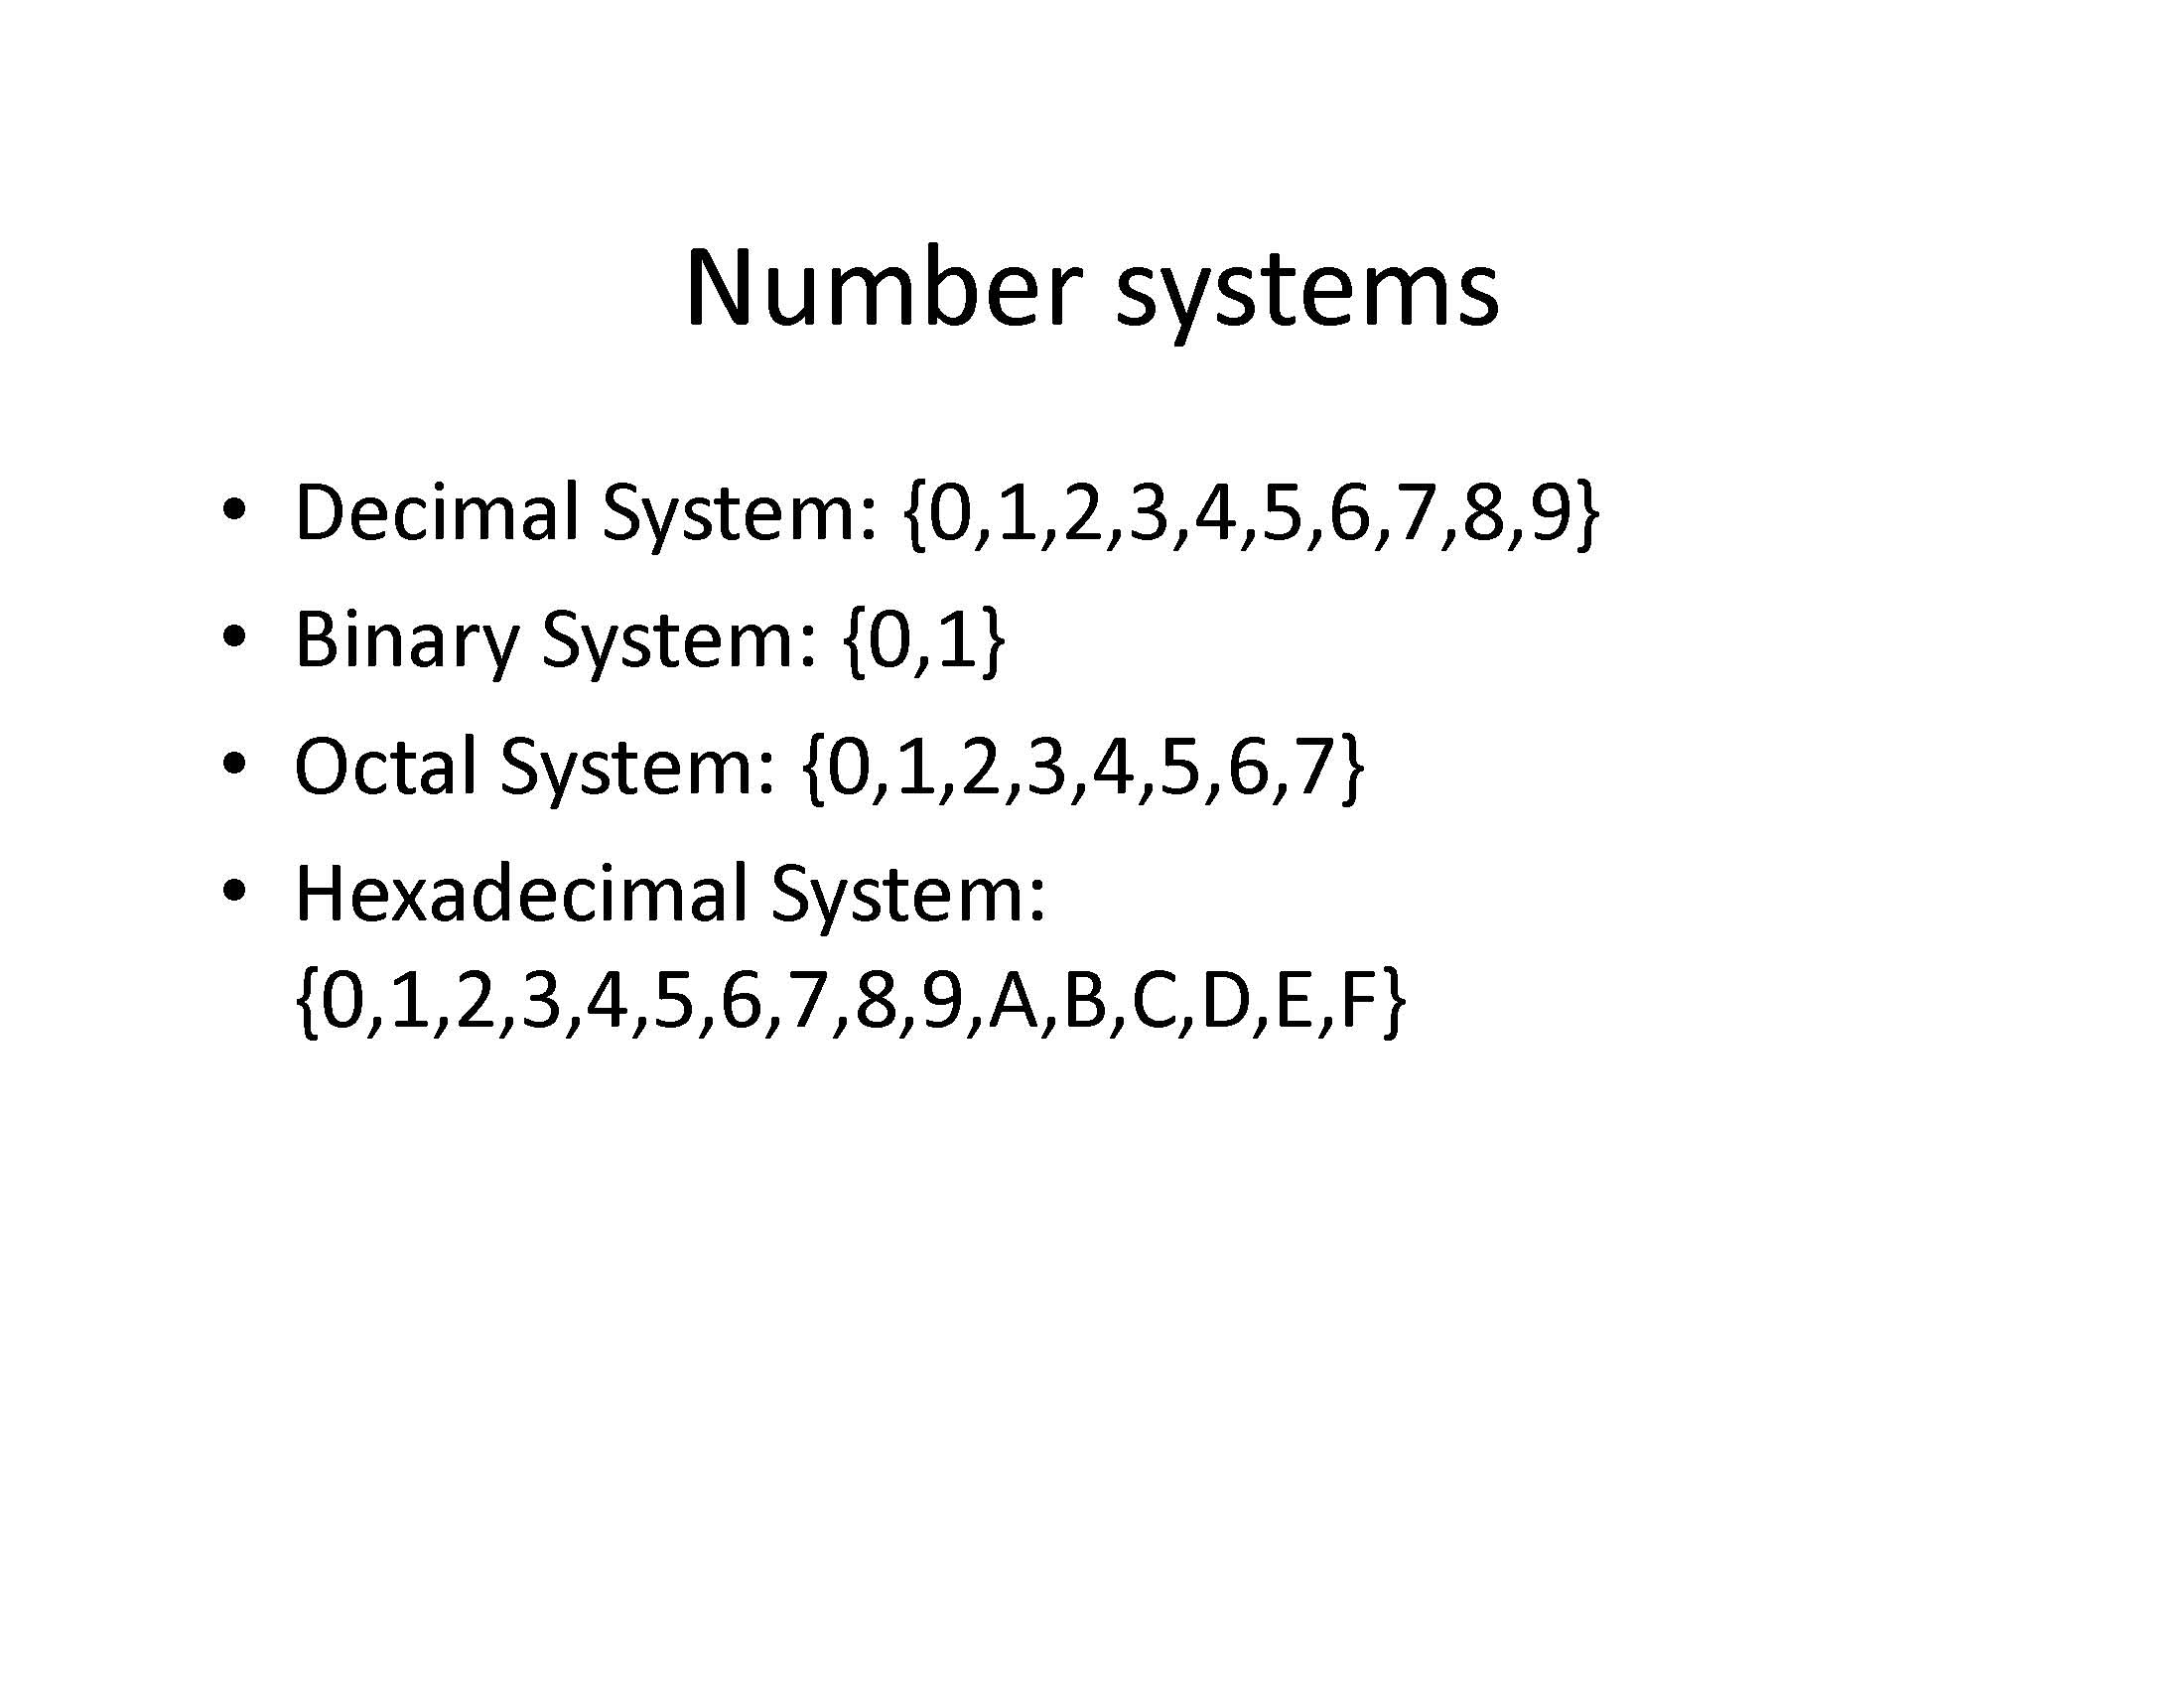 Number systems
• Decimal System: {0,1,2,3,4,5,6,7,8,9}
• Binary System: {0,1}
• Octal System: {0,1,2,3,4,5,6,7}
• Hexadecimal System:
{0,1,2,3,4,5,6,7,8,9,A,B,C,D,E,F}